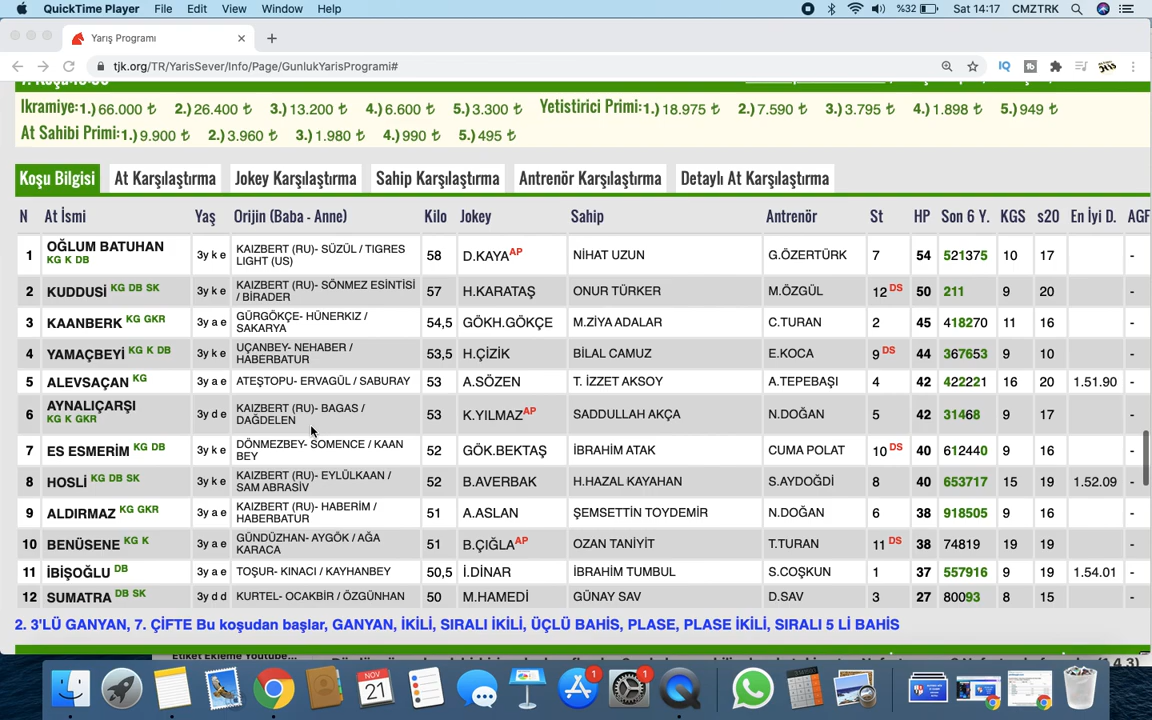 QuickTime Player File Edit View Window Help %32 Sat 14:17 CMZTRK
Yarış Programı
tjk.org/TR/YarisSever/Info/Page/GunlukYarisProgrami#
İkramiye:1.) 66.000 ₺ 2.) 26.400 ₺ 3.) 13.200 ₺ 4.) 6.600 ₺ 5.) 3.300 ₺ Yetistirici Primi:1.) 18.975 ₺ 2.) 7.590 ₺ 3.) 3.795 ₺ 4.) 1.898 ₺ 5.) 949 ₺
At Sahibi Primi:1.) 9.900 ₺ 2.) 3.960 ₺ 3.) 1.980 ₺ 4.) 990 ₺ 5.) 495 ₺
Koşu Bilgisi At Karşılaştırma Jokey Karşılaştırma Sahip Karşılaştırma Antrenör Karşılaştırma Detaylı At Karşılaştırma
N At İsmi Yaş Orijin (Baba - Anne) Kilo Jokey Sahip Antrenör St HP Son 6 Y. KGS s20 En İyi D. AGF
1 OĞLUM BATUHAN KG K DB 3y k e KAIZBERT (RU)- SÜZÜL / TIGRES LIGHT (US) 58 D.KAYA AP NİHAT UZUN G.ÖZERTÜRK 7 54 521375 10 17 -
2 KUDDUSİ KG DB SK 3y k e KAIZBERT (RU)- SÖNMEZ ESİNTİSİ / BİRADER 57 H.KARATAŞ ONUR TÜRKER M.ÖZGÜL 12 DS 50 211 9 20 -
3 KAANBERK KG GKR 3y a e GÜRGÖKÇE- HÜNERKIZ / SAKARYA 54,5 GÖKH.GÖKÇE M.ZİYA ADALAR C.TURAN 2 45 418270 11 16 -
4 YAMAÇBEYİ KG K DB 3y k e UÇANBEY- NEHABER / HABERBATUR 53,5 H.ÇİZİK BİLAL CAMUZ E.KOCA 9 DS 44 367653 9 10 -
5 ALEVSAÇAN KG 3y a e ATEŞTOPU- ERVAGÜL / SABURAY 53 A.SÖZEN T. İZZET AKSOY A.TEPEBAŞI 4 42 422221 16 20 1.51.90 -
6 AYNALIÇARŞI KG K GKR 3y d e KAIZBERT (RU)- BAGAS / DAĞDELEN 53 K.YILMAZ AP SADDULLAH AKÇA N.DOĞAN 5 42 31468 9 17 -
7 ES ESMERİM KG DB 3y k e DÖNMEZBEY- SOMENCE / KAAN BEY 52 GÖK.BEKTAŞ İBRAHİM ATAK CUMA POLAT 10 DS 40 612440 9 16 -
8 HOSLİ KG DB SK 3y k e KAIZBERT (RU)- EYLÜLKAAN / SAM ABRASİV 52 B.AVERBAK H.HAZAL KAYAHAN S.AYDOĞDİ 8 40 653717 15 19 1.52.09 -
9 ALDIRMAZ KG GKR 3y a e KAIZBERT (RU)- HABERİM / HABERBATUR 51 A.ASLAN ŞEMSETTİN TOYDEMİR N.DOĞAN 6 38 918505 9 16 -
10 BENÜSENE KG K 3y a e GÜNDÜZHAN- AYGÖK / AĞA KARACA 51 B.ÇIĞLA AP OZAN TANİYİT T.TURAN 11 DS 38 74819 19 19 -
11 İBİŞOĞLU DB 3y a e TOŞUR- KINACI / KAYHANBEY 50,5 İ.DİNAR İBRAHİM TUMBUL S.COŞKUN 1 37 557916 9 19 1.54.01 -
12 SUMATRA DB SK 3y d d KURTEL- OCAKBİR / ÖZGÜNHAN 50 M.HAMEDİ GÜNAY SAV D.SAV 3 27 80093 8 15 -
2. 3'LÜ GANYAN, 7. ÇİFTE Bu koşudan başlar, GANYAN, İKİLİ, SIRALI İKİLİ, ÜÇLÜ BAHİS, PLASE, PLASE İKİLİ, SIRALI 5 Lİ BAHİS
Etiket Ekleme Youtube...
NOV
21
1
1